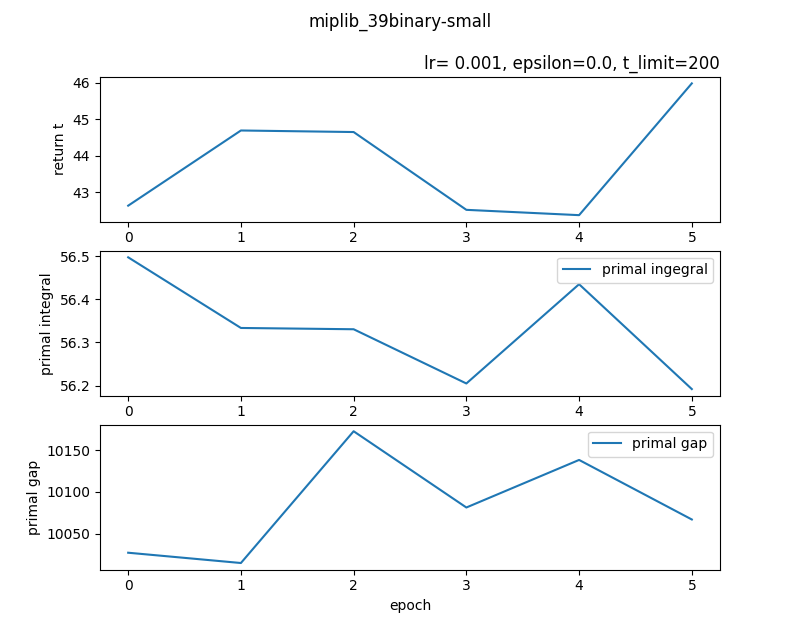 miplib_39binary-small
lr= 0.001, epsilon=0.0, t_limit=200
46
45
44
43
return t
0 1 2 3 4 5
56.5
56.4
56.3
56.2
primal integral
primal ingegral
0 1 2 3 4 5
10150
10100
10050
primal gap
primal gap
0 1 2 3 4 5
epoch